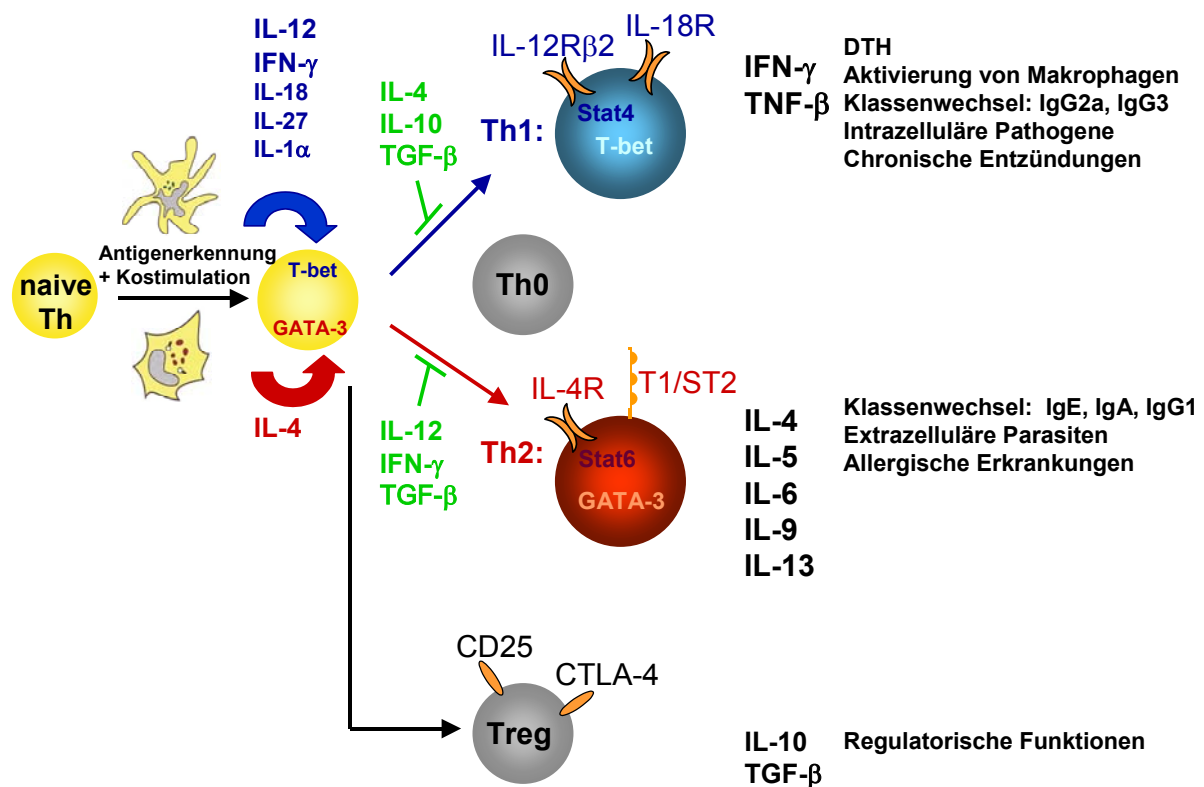 IL-12
IFN-γ
IL-18
IL-27
IL-1α
IL-4
IL-10
TGF-β
IL-12Rβ2
IL-18R
Th1:
Stat4
T-bet
IFN-γ
TNF-β
DTH
Aktivierung von Makrophagen
Klassenwechsel: IgG2a, IgG3
Intrazelluläre Pathogene
Chronische Entzündungen
naive
Th
Antigenerkennung
+ Kostimulation
T-bet
GATA-3
Th0
IL-4
IL-12
IFN-γ
TGF-β
IL-4R
T1/ST2
Th2:
Stat6
GATA-3
IL-4
IL-5
IL-6
IL-9
IL-13
Klassenwechsel: IgE, IgA, IgG1
Extrazelluläre Parasiten
Allergische Erkrankungen
CD25
CTLA-4
Treg
IL-10
TGF-β
Regulatorische Funktionen